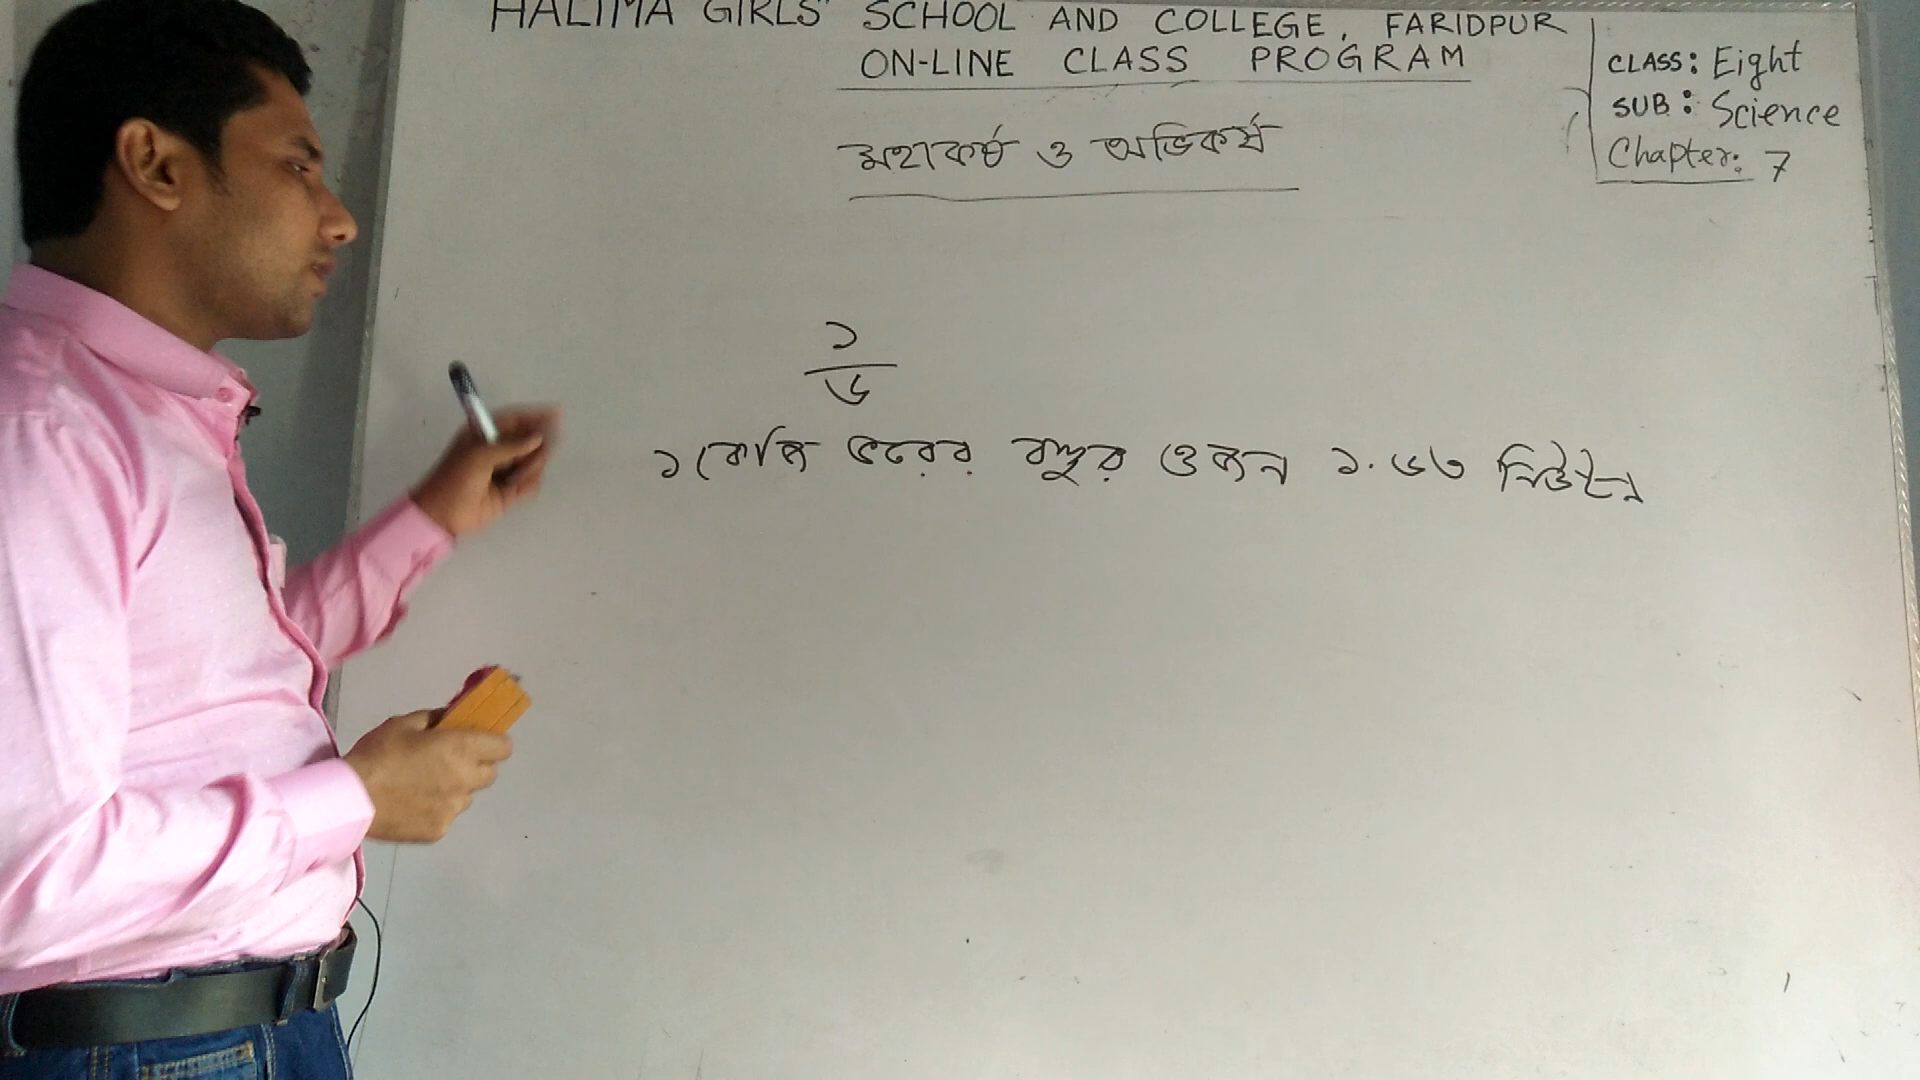 HALIMA GIRLS' SCHOOL AND COLLEGE, FARIDPUR
ON-LINE CLASS PROGRAM
CLASS: Eight
SUB: Science
Chapter: 7
মহাকর্ষ ও অভিকর্ষ
১
৬
১ কেজি ভরের বস্তুর ওজন ১.৬৩ নিউটন